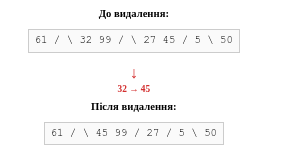 До видалення:
61 / \ 32 99 / \ 27 45 / 5 \ 50
↓
32 → 45
Після видалення:
61 / \ 45 99 / 27 / 5 \ 50